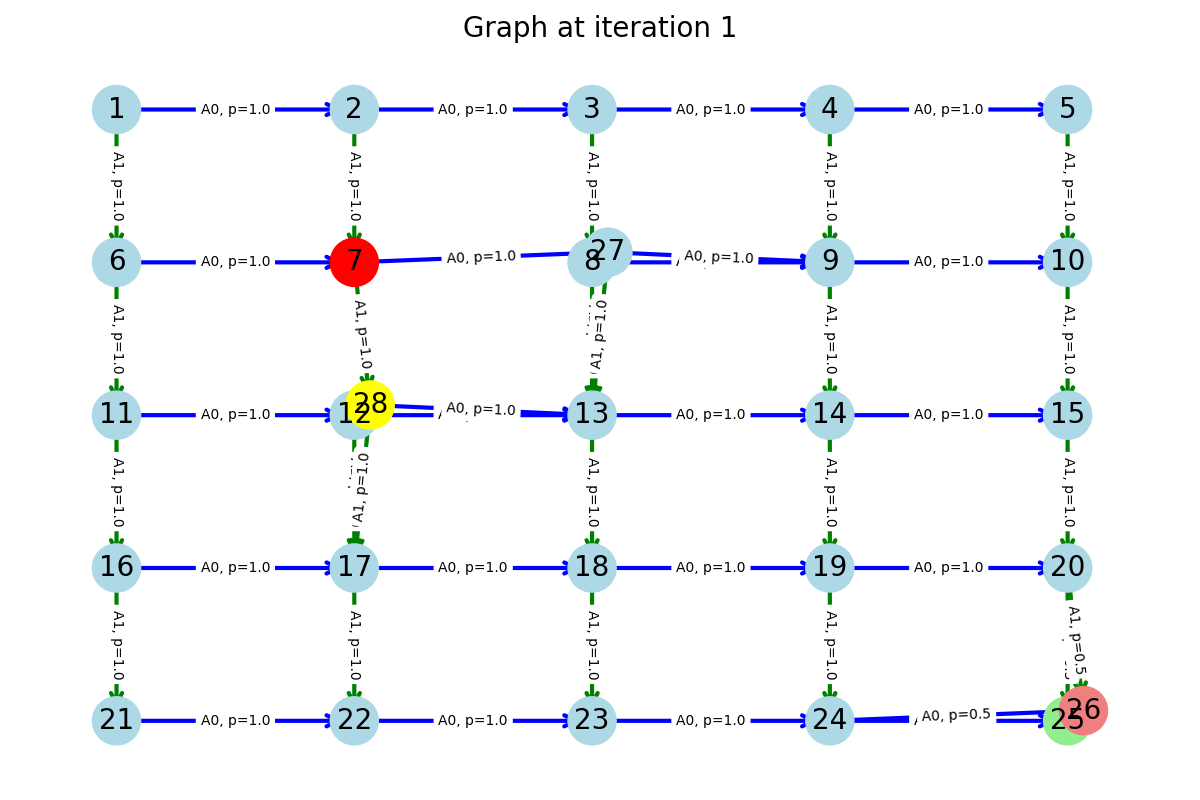 Graph at iteration 1
1 A0, p=1.0 2 A0, p=1.0 3 A0, p=1.0 4 A0, p=1.0 5
A1, p=1.0 A1, p=1.0 A1, p=1.0 A1, p=1.0 A1, p=1.0
6 A0, p=1.0 7 A0, p=1.0 8 27 A0, p=1.0 9 A0, p=1.0 10
A1, p=1.0 A1, p=1.0 A1, p=1.0 A1, p=1.0 A1, p=1.0
11 A0, p=1.0 12 28 A0, p=1.0 13 A0, p=1.0 14 A0, p=1.0 15
A1, p=1.0 A1, p=1.0 A1, p=1.0 A1, p=1.0 A1, p=1.0
16 A0, p=1.0 17 A0, p=1.0 18 A0, p=1.0 19 A0, p=1.0 20
A1, p=1.0 A1, p=1.0 A1, p=1.0 A1, p=1.0 A1, p=0.5
21 A0, p=1.0 22 A0, p=1.0 23 A0, p=1.0 24 A0, p=0.5 25 26